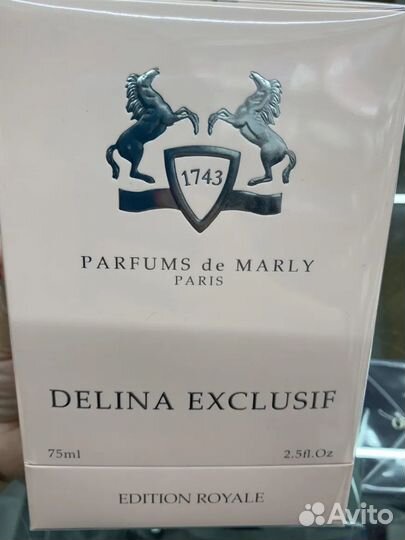 1743
PARFUMS de MARLY
PARIS
DELINA EXCLUSIF
75ml 2.5fl.Oz
EDITION ROYALE
Avito